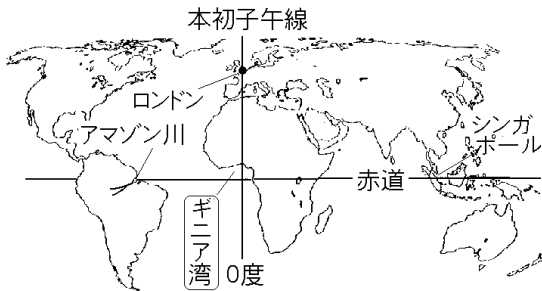 本初子午線
ロンドン
アマゾン川
シンガ
ポール
赤道
ギニア湾
0度